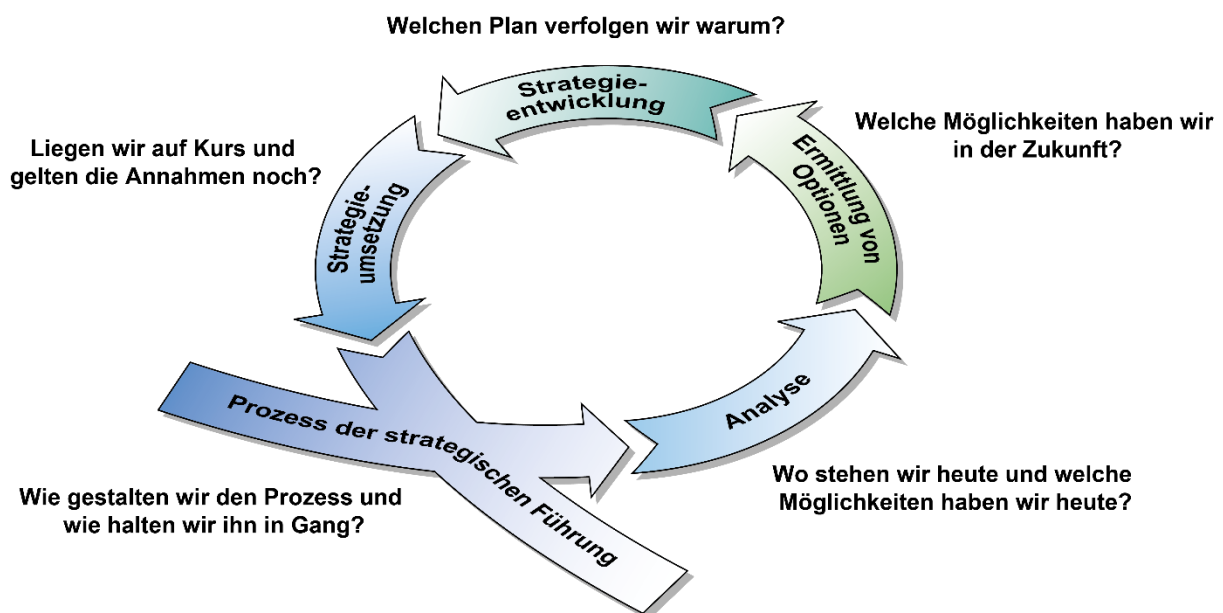 Welchen Plan verfolgen wir warum?
Strategie-
entwicklung
Welche Möglichkeiten haben wir
in der Zukunft?
Ermittlung von
Optionen
Liegen wir auf Kurs und
gelten die Annahmen noch?
Strategie-
umsetzung
Analyse
Prozess der strategischen Führung
Wo stehen wir heute und welche
Möglichkeiten haben wir heute?
Wie gestalten wir den Prozess und
wie halten wir ihn in Gang?